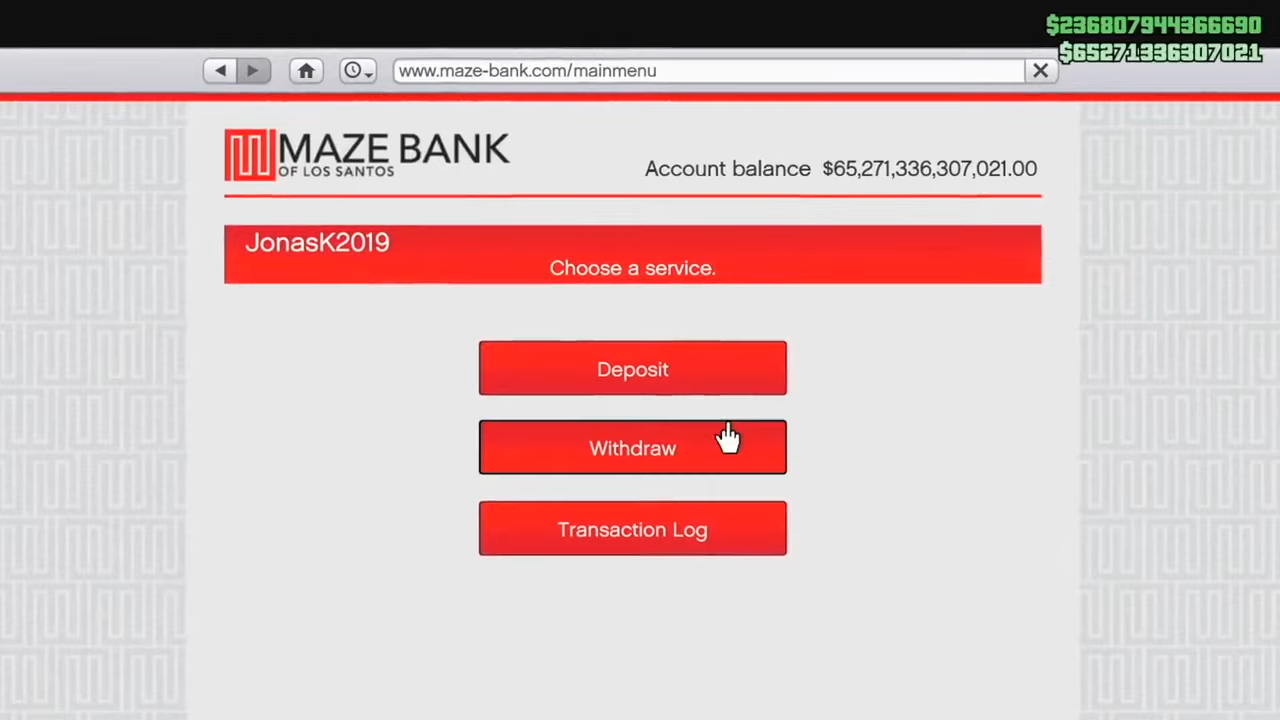 $236807944366690
$65271336307021
www.maze-bank.com/mainmenu
MAZE BANK
OF LOS SANTOS
Account balance $65,271,336,307,021.00
JonasK2019
Choose a service.
Deposit
Withdraw
Transaction Log